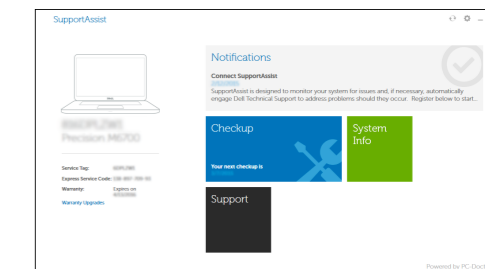 SupportAssist
Notifications
Connect SupportAssist
SupportAssist is designed to monitor your system for issues and, if necessary, automatically
engage Dell Technical Support to address problems should they occur. Register below to start...
Precision M6700
Checkup
System
Info
Service Tag:
Express Service Code:
Warranty: Expires on
Warranty Upgrades
Your next checkup is
Support
Powered by PC-Doct